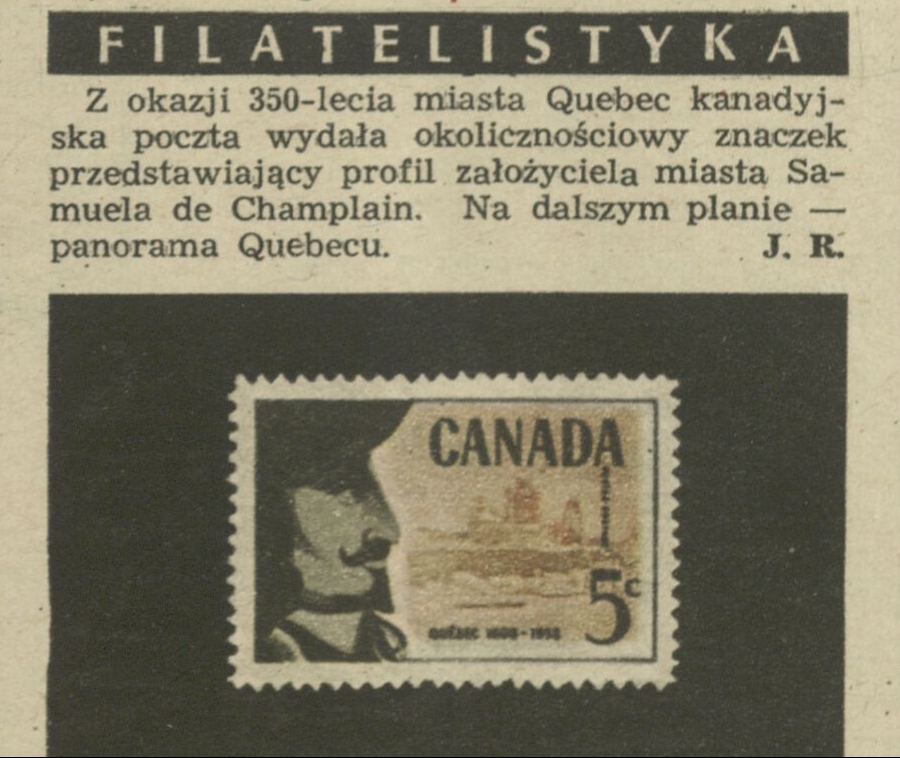 FILATELISTYKA
Z okazji 350-lecia miasta Quebec kanadyj-
ska poczta wydała okolicznościowy znaczek
przedstawiający profil założyciela miasta Sa-
muela de Champlain. Na dalszym planie —
panorama Quebecu. J. R.
CANADA
5c
QUÉBEC 1608-1958